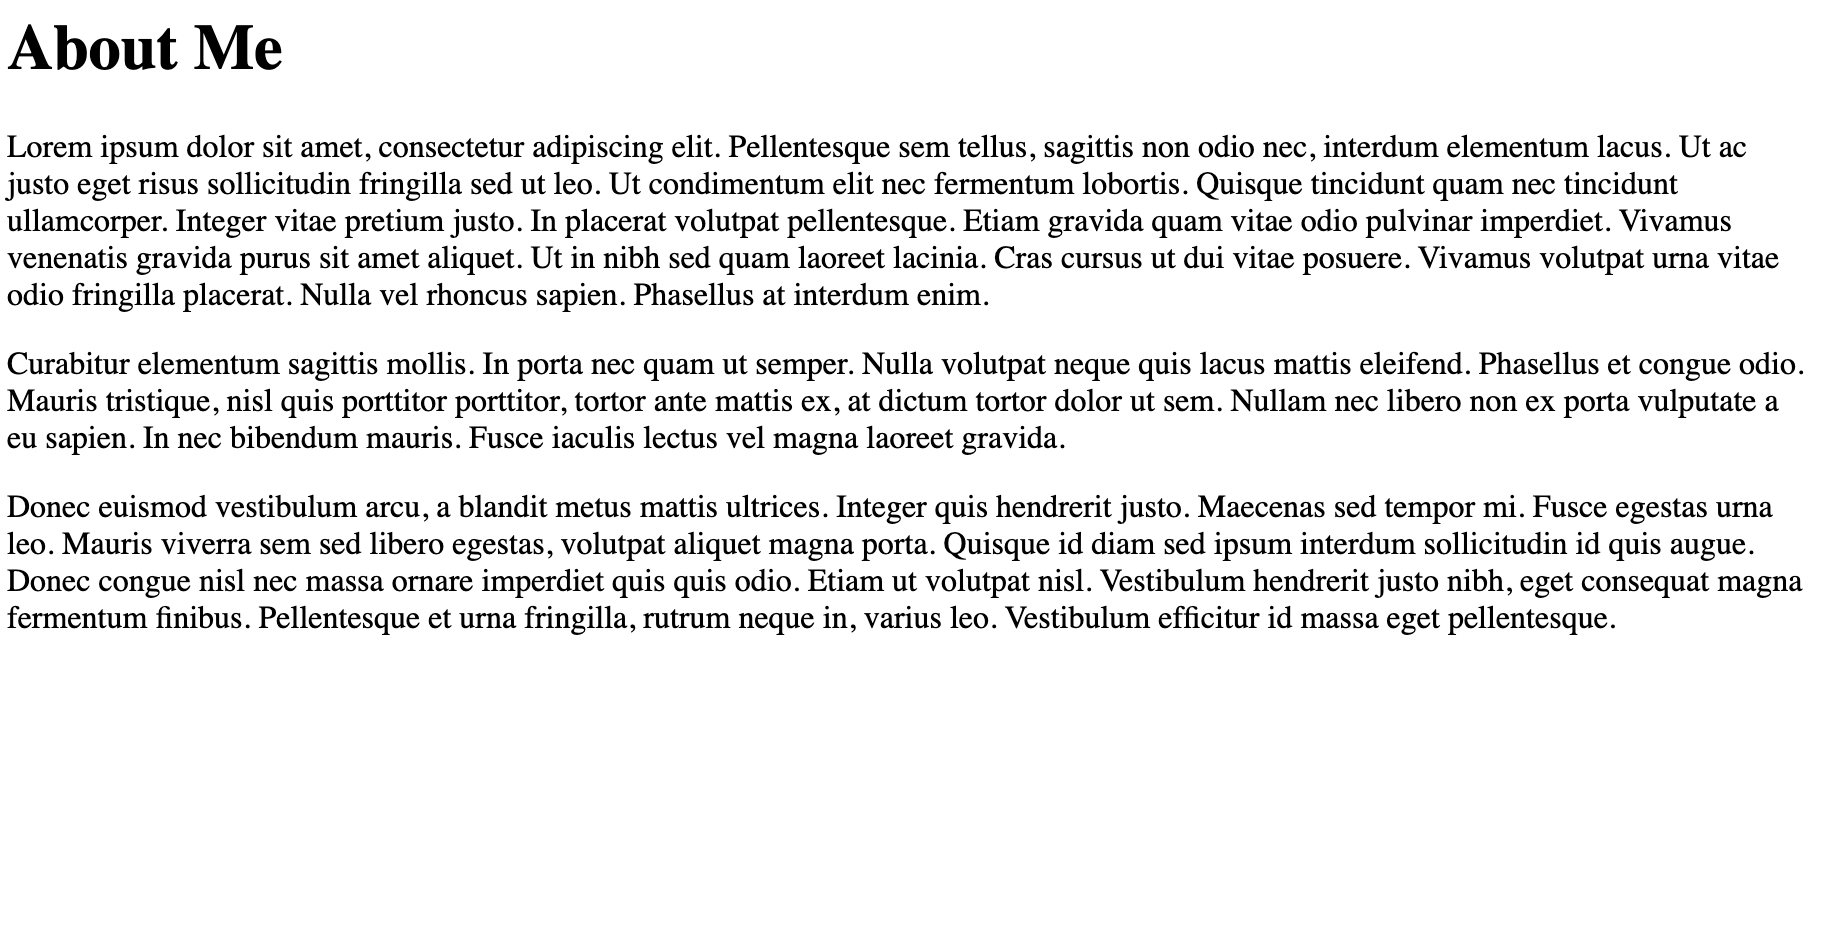 About Me
Lorem ipsum dolor sit amet, consectetur adipiscing elit. Pellentesque sem tellus, sagittis non odio nec, interdum elementum lacus. Ut ac
justo eget risus sollicitudin fringilla sed ut leo. Ut condimentum elit nec fermentum lobortis. Quisque tincidunt quam nec tincidunt
ullamcorper. Integer vitae pretium justo. In placerat volutpat pellentesque. Etiam gravida quam vitae odio pulvinar imperdiet. Vivamus
venenatis gravida purus sit amet aliquet. Ut in nibh sed quam laoreet lacinia. Cras cursus ut dui vitae posuere. Vivamus volutpat urna vitae
odio fringilla placerat. Nulla vel rhoncus sapien. Phasellus at interdum enim.
Curabitur elementum sagittis mollis. In porta nec quam ut semper. Nulla volutpat neque quis lacus mattis eleifend. Phasellus et congue odio.
Mauris tristique, nisl quis porttitor porttitor, tortor ante mattis ex, at dictum tortor dolor ut sem. Nullam nec libero non ex porta vulputate a
eu sapien. In nec bibendum mauris. Fusce iaculis lectus vel magna laoreet gravida.
Donec euismod vestibulum arcu, a blandit metus mattis ultrices. Integer quis hendrerit justo. Maecenas sed tempor mi. Fusce egestas urna
leo. Mauris viverra sem sed libero egestas, volutpat aliquet magna porta. Quisque id diam sed ipsum interdum sollicitudin id quis augue.
Donec congue nisl nec massa ornare imperdiet quis quis odio. Etiam ut volutpat nisl. Vestibulum hendrerit justo nibh, eget consequat magna
fermentum finibus. Pellentesque et urna fringilla, rutrum neque in, varius leo. Vestibulum efficitur id massa eget pellentesque.